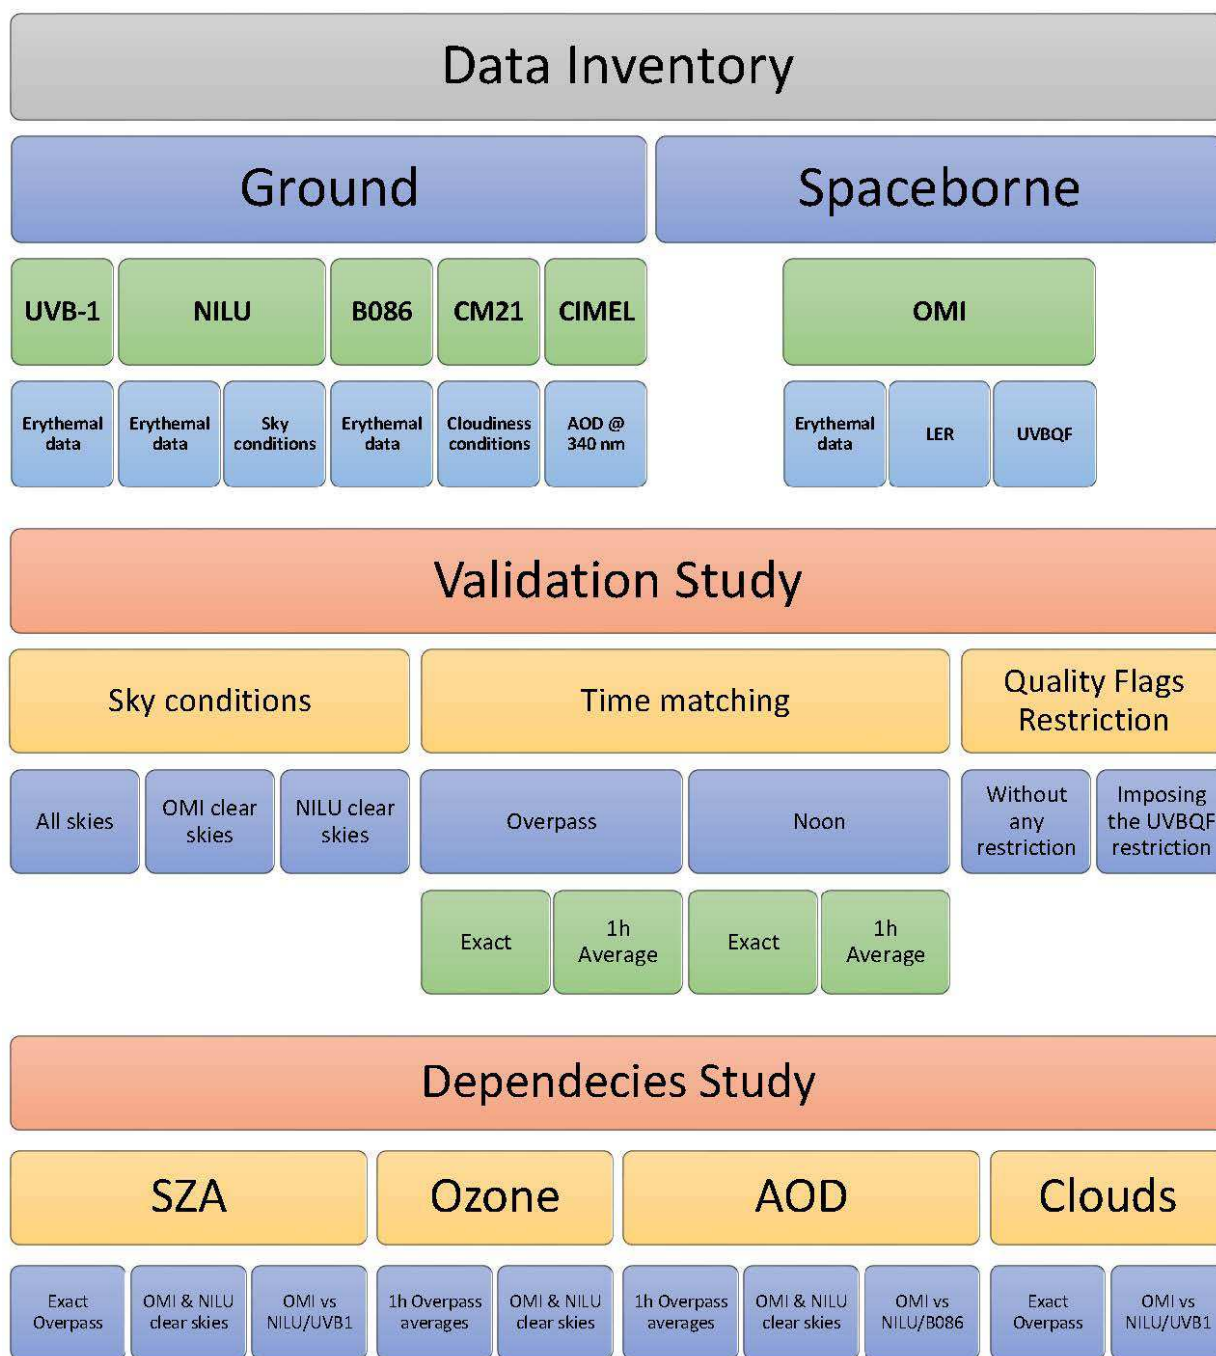 Data Inventory
Ground
Spaceborne
UVB-1
NILU
B086
CM21
CIMEL
OMI
Erythemal
data
Erythemal
data
Sky
conditions
Erythemal
data
Cloudiness
conditions
AOD @
340 nm
Erythemal
data
LER
UVBQF
Validation Study
Sky conditions
Time matching
Quality Flags
Restriction
All skies
OMI clear
skies
NILU clear
skies
Overpass
Noon
Without
any
restriction
Imposing
the UVBQF
restriction
Exact
1h
Average
Exact
1h
Average
Dependecies Study
SZA
Ozone
AOD
Clouds
Exact
Overpass
OMI & NILU
clear skies
OMI vs
NILU/UVB1
1h Overpass
averages
OMI & NILU
clear skies
1h Overpass
averages
OMI & NILU
clear skies
OMI vs
NILU/B086
Exact
Overpass
OMI vs
NILU/UVB1